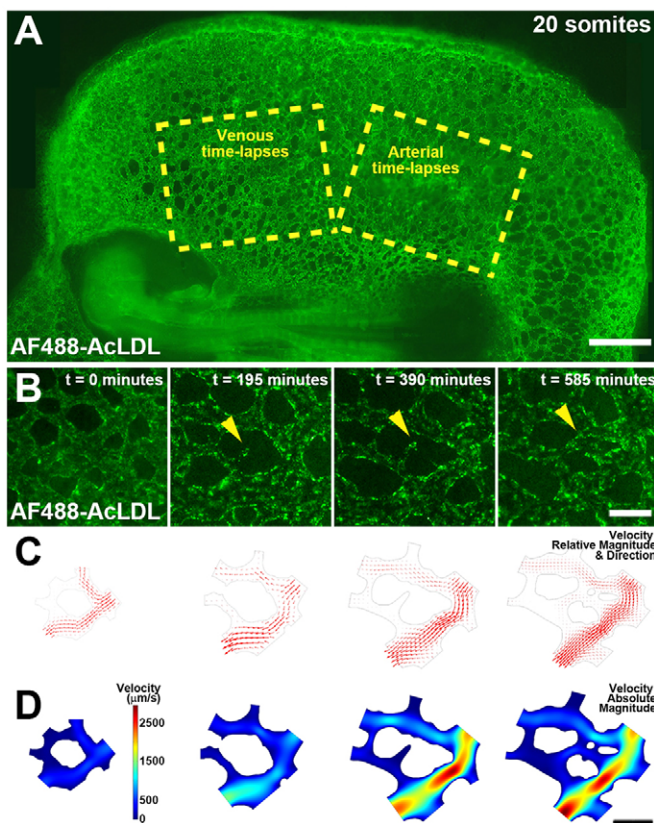 A
20 somites
Venous
time-lapses
Arterial
time-lapses
AF488-AcLDL
B
t = 0 minutes
t = 195 minutes
t = 390 minutes
t = 585 minutes
AF488-AcLDL
C
Velocity
Relative Magnitude
& Direction
D
Velocity
(μm/s)
2500
1500
500
0
Velocity
Absolute
Magnitude